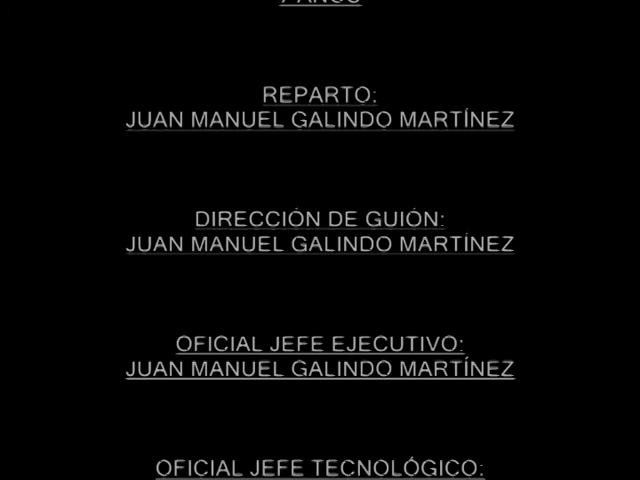 REPARTO:
JUAN MANUEL GALINDO MARTÍNEZ
DIRECCIÓN DE GUIÓN:
JUAN MANUEL GALINDO MARTÍNEZ
OFICIAL JEFE EJECUTIVO:
JUAN MANUEL GALINDO MARTÍNEZ
OFICIAL JEFE TECNOLÓGICO: